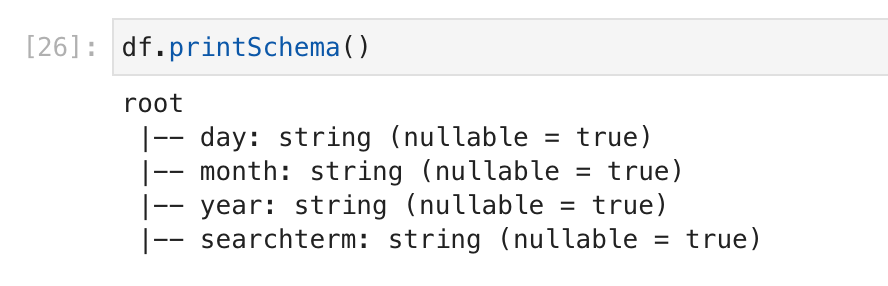 [26]: df.printSchema()
root
 |-- day: string (nullable = true)
 |-- month: string (nullable = true)
 |-- year: string (nullable = true)
 |-- searchterm: string (nullable = true)